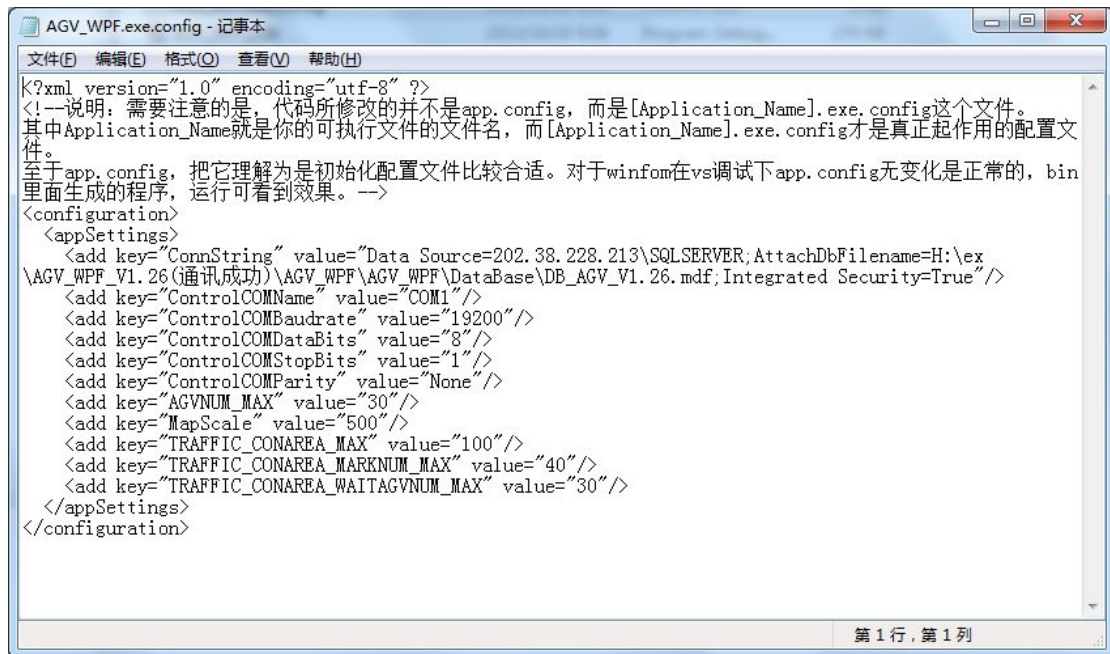 AGV_WPF.exe.config - 记事本
文件(F) 编辑(E) 格式(O) 查看(V) 帮助(H)
<?xml version="1.0" encoding="utf-8" ?>
<!--说明：需要注意的是，代码所修改的并不是app.config，而是[Application_Name].exe.config这个文件。
其中Application_Name就是你的可执行文件的文件名，而[Application_Name].exe.config才是真正起作用的配置文
件。
至于app.config，把它理解为是初始化配置文件比较合适。对于winfom在vs调试下app.config无变化是正常的，bin
里面生成的程序，运行可看到效果。-->
<configuration>
  <appSettings>
    <add key="ConnString" value="Data Source=202.38.228.213\SQLSERVER;AttachDbFilename=H:\ex
\AGV_WPF_V1.26(通讯成功)\AGV_WPF\AGV_WPF\DataBase\DB_AGV_V1.26.mdf;Integrated Security=True"/>
    <add key="ControlCOMName" value="COM1"/>
    <add key="ControlCOMBaudrate" value="19200"/>
    <add key="ControlCOMDataBits" value="8"/>
    <add key="ControlCOMStopBits" value="1"/>
    <add key="ControlCOMParity" value="None"/>
    <add key="AGVNUM_MAX" value="30"/>
    <add key="MapScale" value="500"/>
    <add key="TRAFFIC_CONAREA_MAX" value="100"/>
    <add key="TRAFFIC_CONAREA_MARKNUM_MAX" value="40"/>
    <add key="TRAFFIC_CONAREA_WAITAGVNUM_MAX" value="30"/>
  </appSettings>
</configuration>
第 1 行，第 1 列